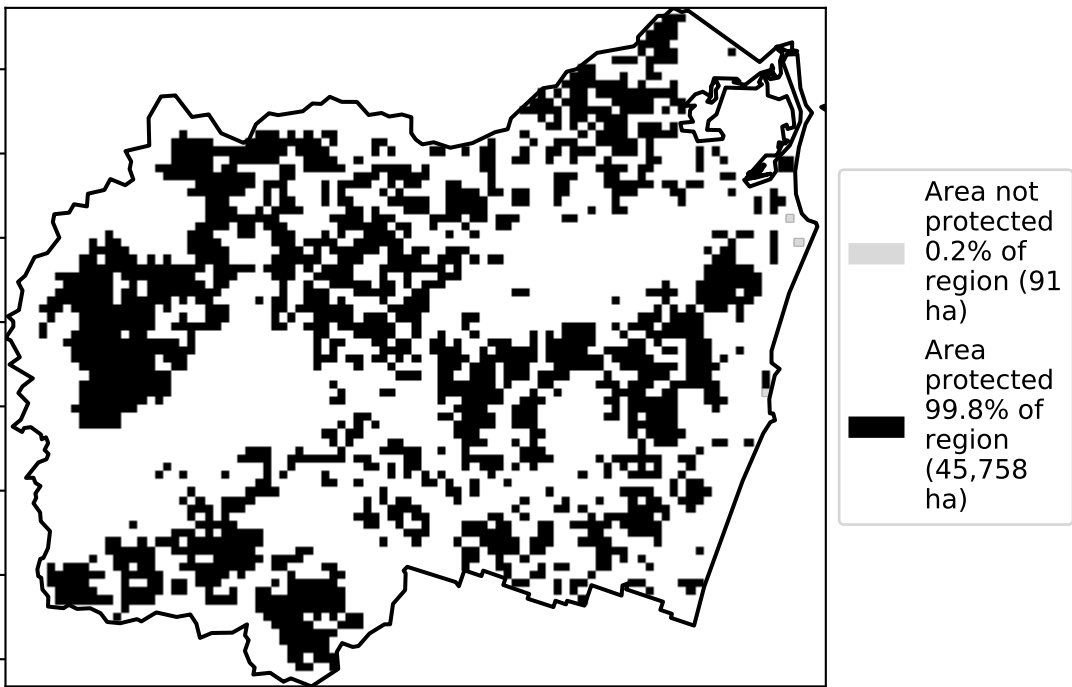 Area not
protected
0.2% of
region (91
ha)
Area
protected
99.8% of
region
(45,758
ha)